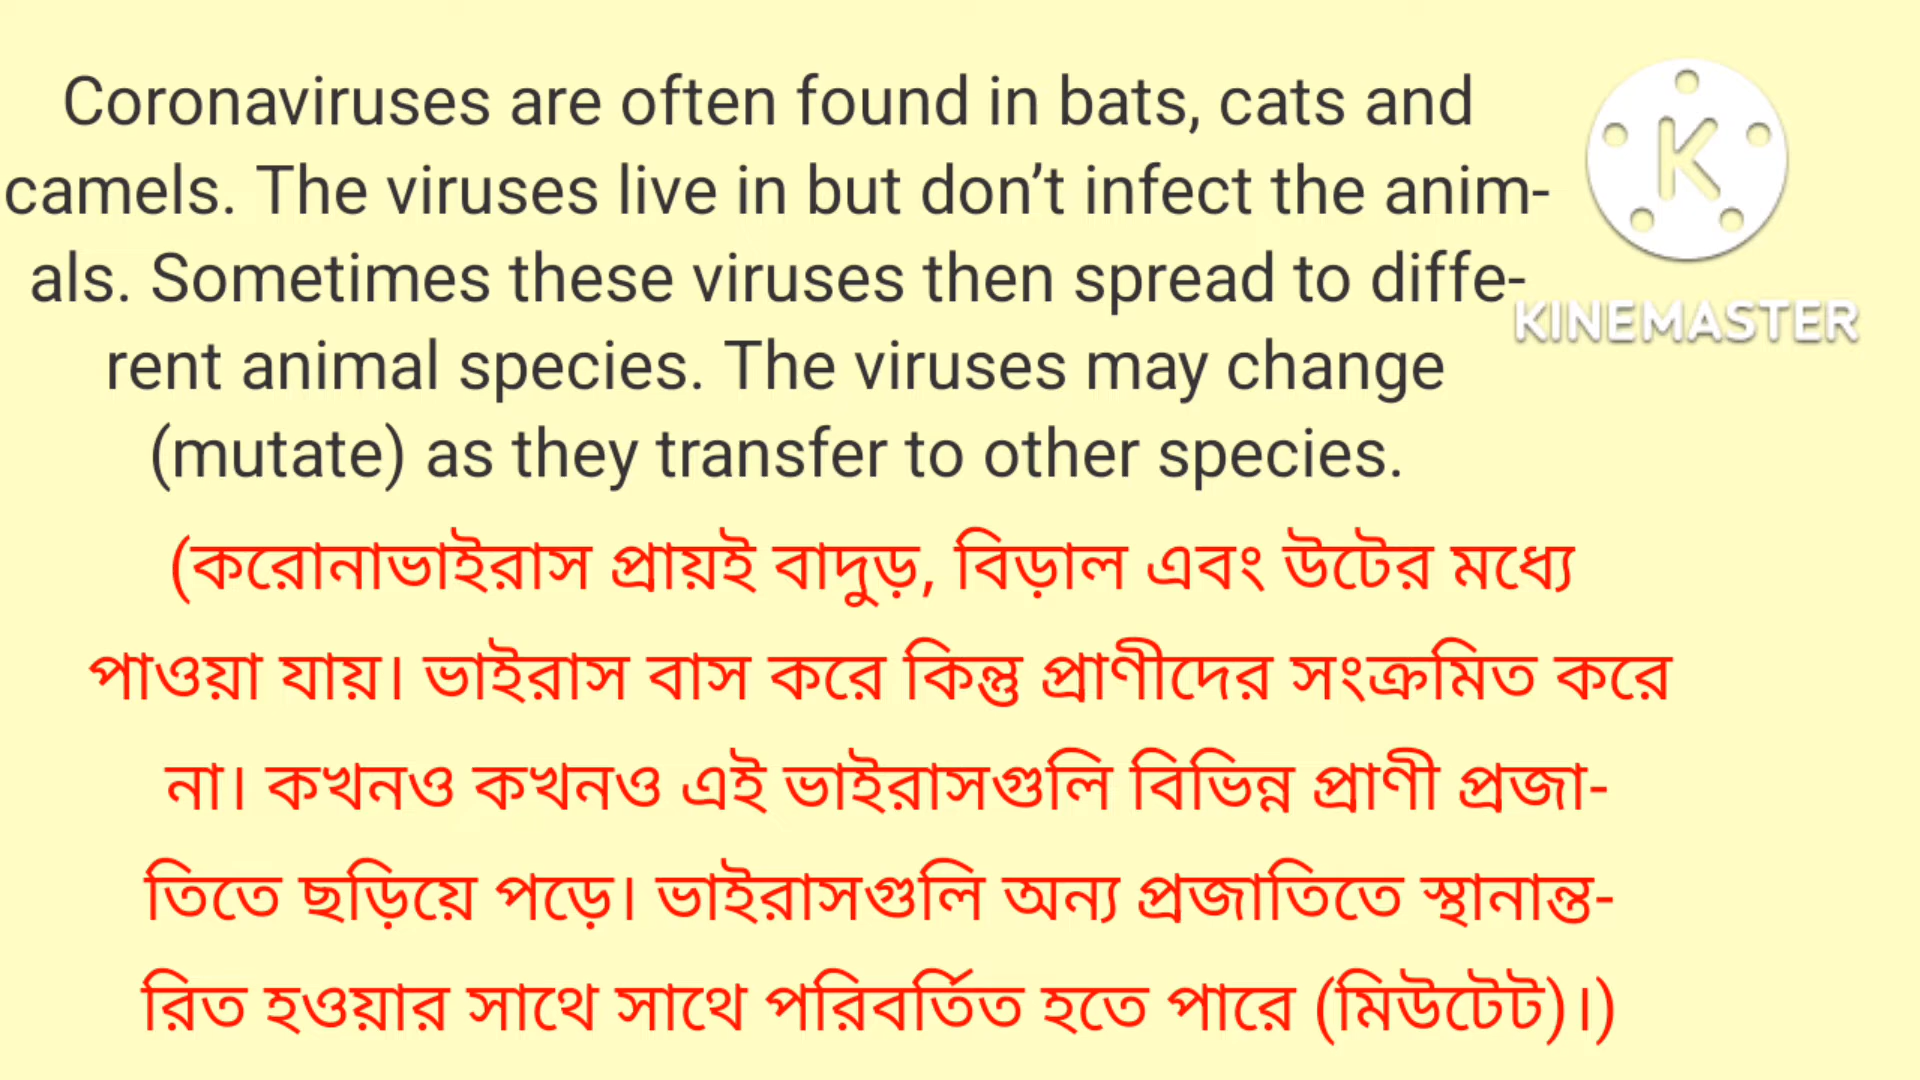 Coronaviruses are often found in bats, cats and
camels. The viruses live in but don’t infect the anim-
als. Sometimes these viruses then spread to diffe-
rent animal species. The viruses may change
(mutate) as they transfer to other species.
K
KINEMASTER
(করোনাভাইরাস প্রায়ই বাদুড়, বিড়াল এবং উটের মধ্যে
পাওয়া যায়। ভাইরাস বাস করে কিন্তু প্রাণীদের সংক্রমিত করে
না। কখনও কখনও এই ভাইরাসগুলি বিভিন্ন প্রাণী প্রজা-
তিতে ছড়িয়ে পড়ে। ভাইরাসগুলি অন্য প্রজাতিতে স্থানান্ত-
রিত হওয়ার সাথে সাথে পরিবর্তিত হতে পারে (মিউটেট)।)